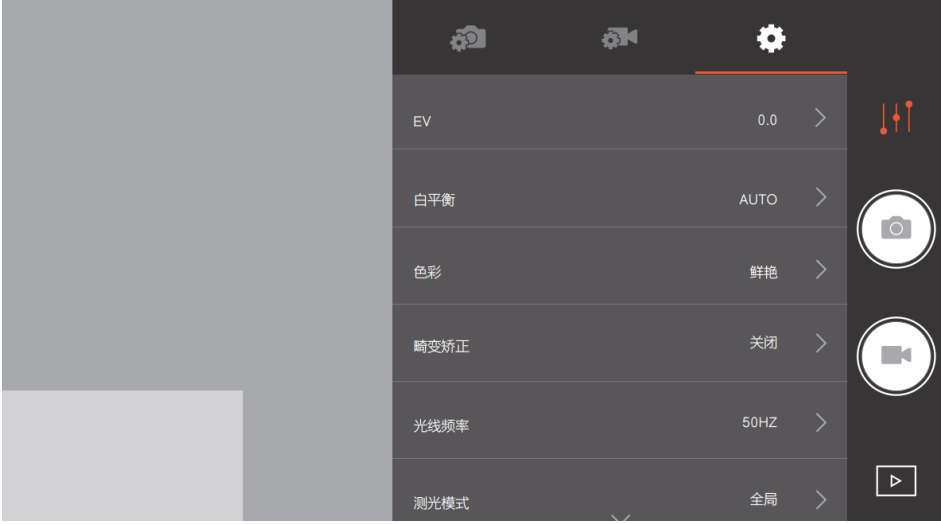 EV 0.0
白平衡 AUTO
色彩 鲜艳
畸变矫正 关闭
光线频率 50HZ
测光模式 全局